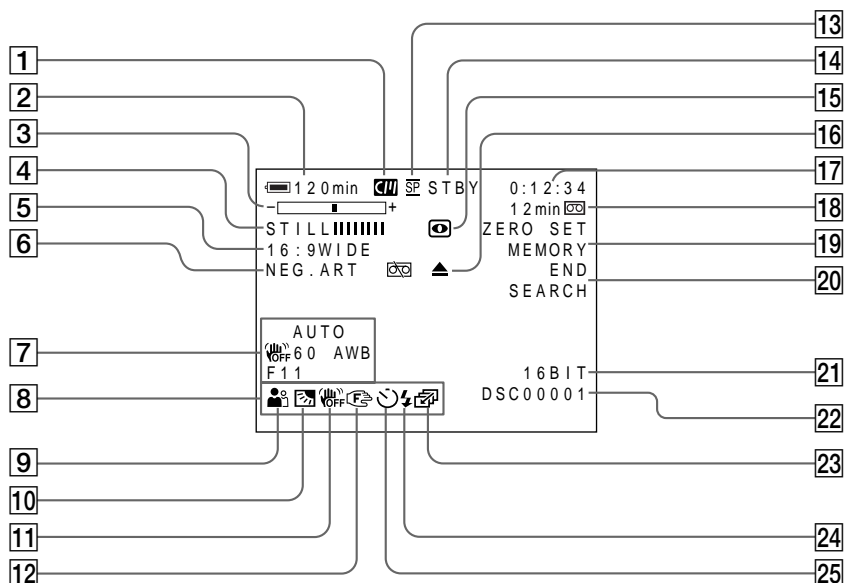 13
1
14
2
15
3
16
4
17
120min SP STBY 0:12:34
5
- +
12min
18
STILL ZERO SET
6
16:9WIDE MEMORY
19
NEG.ART END
20
SEARCH
AUTO
7
OFF 60 AWB
F11
16BIT
21
8
OFF F
DSC00001
22
9
23
10
11
24
12
25